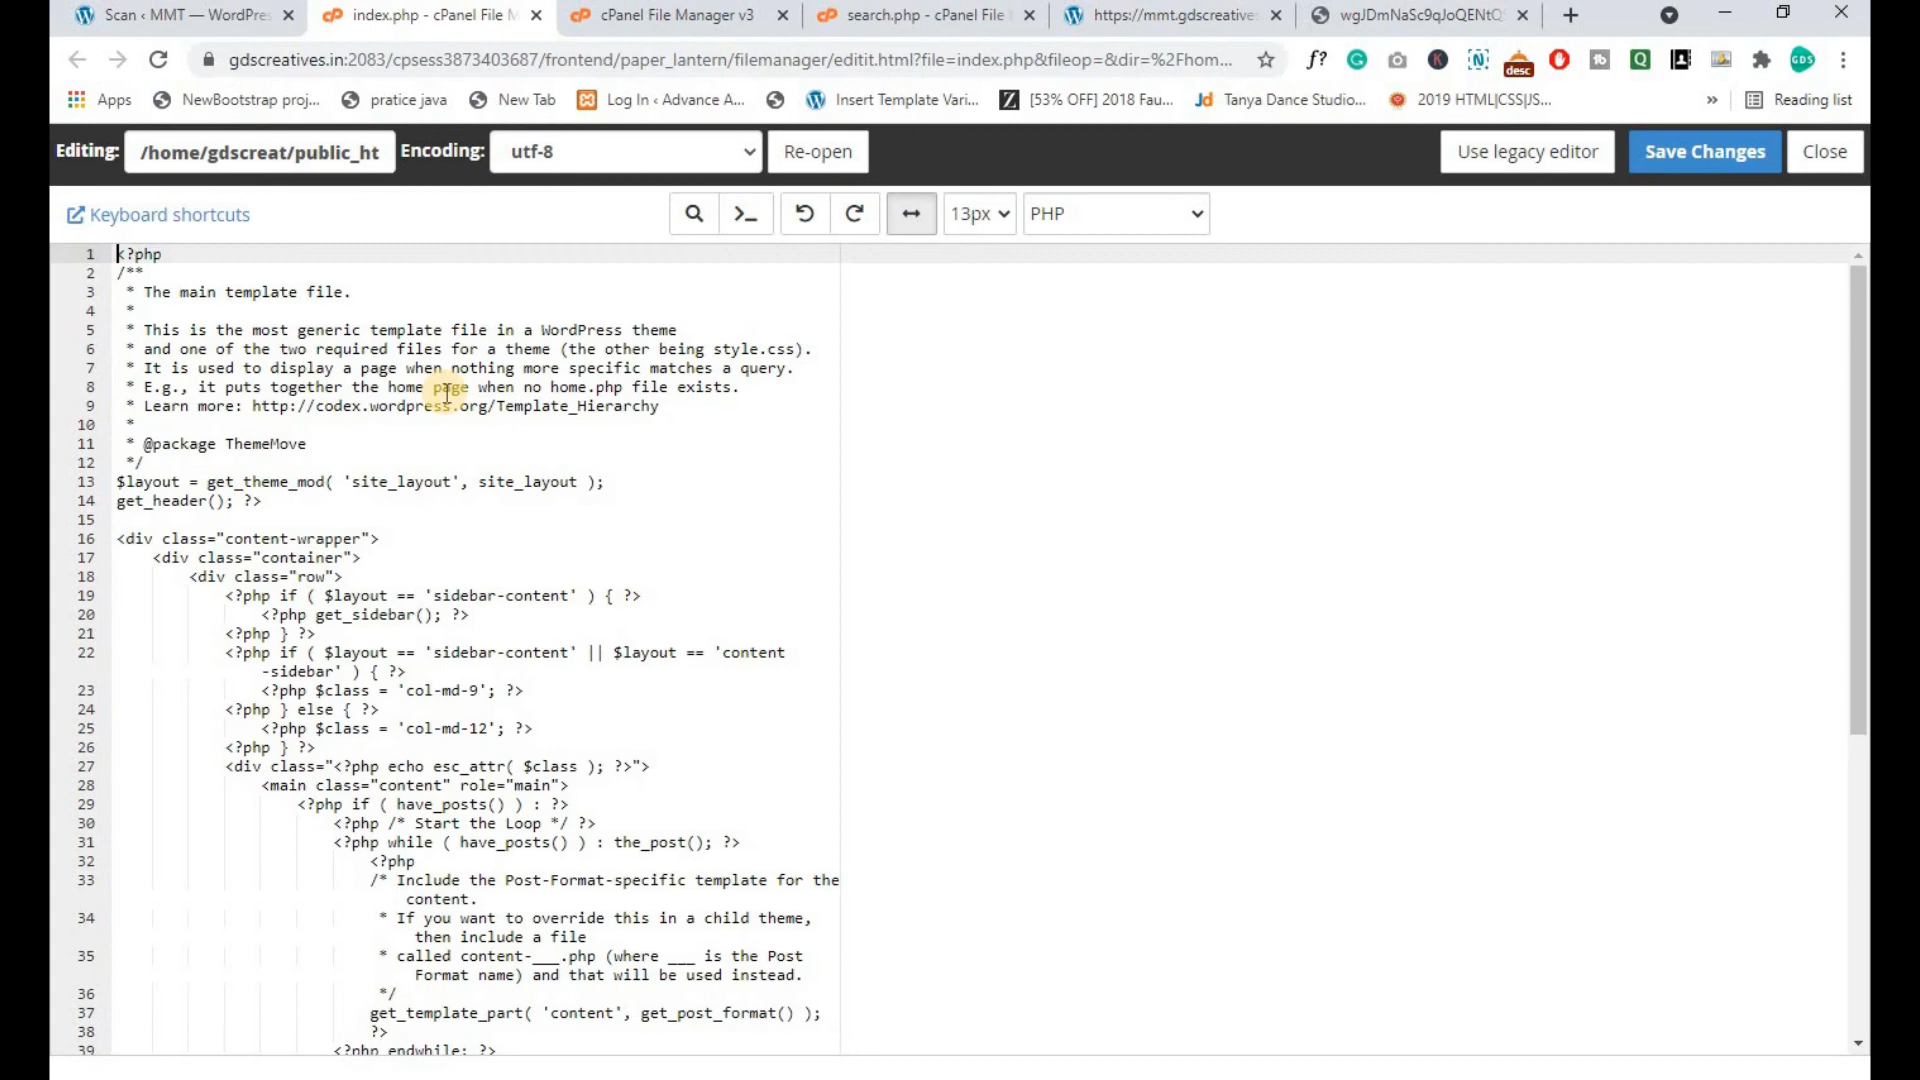 Scan ‹ MMT — WordPres
index.php - cPanel File M
cPanel File Manager v3
search.php - cPanel File
https://mmt.gdscreatives
wgJDmNaSc9qJoQENtQ
gdscreatives.in:2083/cpsess3873403687/frontend/paper_lantern/filemanager/editit.html?file=index.php&fileop=&dir=%2Fhom...
f?
desc
GDS
Apps
NewBootstrap proj...
pratice java
New Tab
Log In ‹ Advance A...
Insert Template Vari...
[53% OFF] 2018 Fau...
Tanya Dance Studio...
2019 HTML|CSS|JS...
»
Reading list
Editing:
/home/gdscreat/public_ht
Encoding:
utf-8
Re-open
Use legacy editor
Save Changes
Close
Keyboard shortcuts
13px
PHP
1 <?php
2 /**
3 * The main template file.
4 *
5 * This is the most generic template file in a WordPress theme
6 * and one of the two required files for a theme (the other being style.css).
7 * It is used to display a page when nothing more specific matches a query.
8 * E.g., it puts together the home page when no home.php file exists.
9 * Learn more: http://codex.wordpress.org/Template_Hierarchy
10 *
11 * @package ThemeMove
12 */
13 $layout = get_theme_mod( 'site_layout', site_layout );
14 get_header(); ?>
15
16 <div class="content-wrapper">
17 <div class="container">
18 <div class="row">
19 <?php if ( $layout == 'sidebar-content' ) { ?>
20 <?php get_sidebar(); ?>
21 <?php } ?>
22 <?php if ( $layout == 'sidebar-content' || $layout == 'content
-sidebar' ) { ?>
23 <?php $class = 'col-md-9'; ?>
24 <?php } else { ?>
25 <?php $class = 'col-md-12'; ?>
26 <?php } ?>
27 <div class="<?php echo esc_attr( $class ); ?>">
28 <main class="content" role="main">
29 <?php if ( have_posts() ) : ?>
30 <?php /* Start the Loop */ ?>
31 <?php while ( have_posts() ) : the_post(); ?>
32 <?php
33 /* Include the Post-Format-specific template for the
content.
34 * If you want to override this in a child theme,
then include a file
35 * called content-___.php (where ___ is the Post
Format name) and that will be used instead.
36 */
37 get_template_part( 'content', get_post_format() );
38 ?>
39 <?php endwhile; ?>